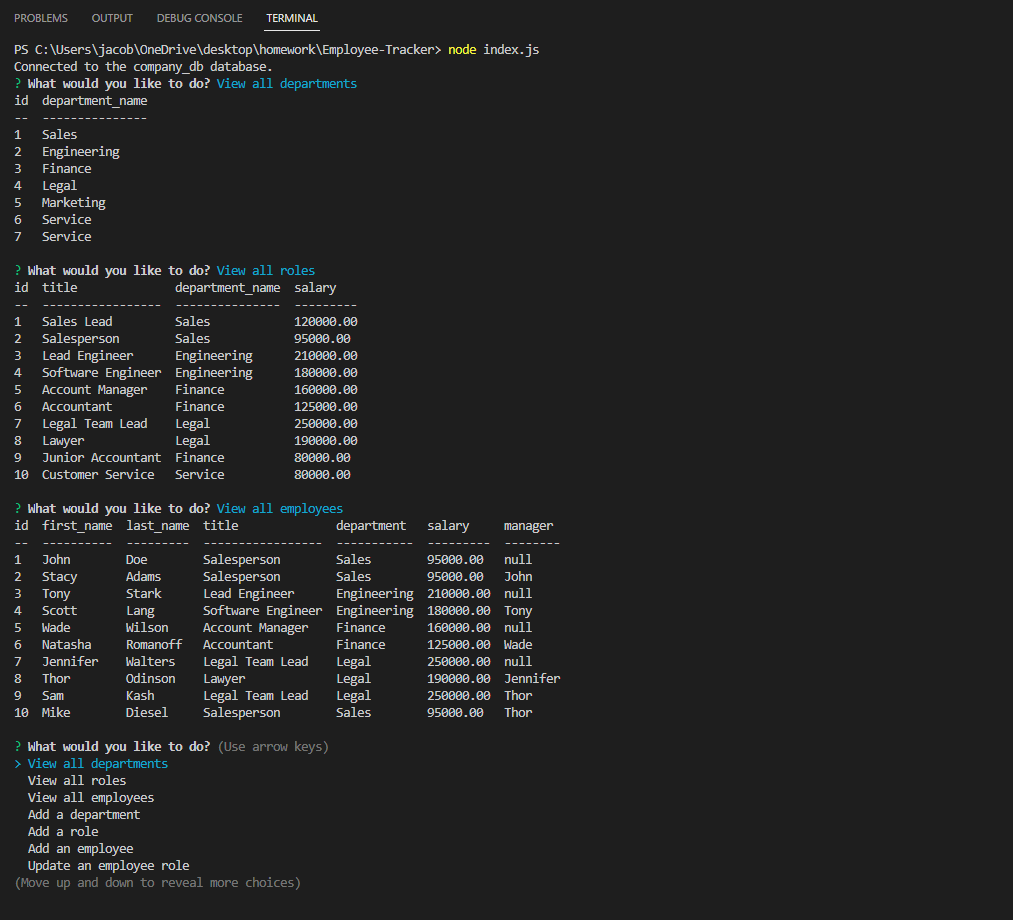 PROBLEMS OUTPUT DEBUG CONSOLE TERMINAL
PS C:\Users\jacob\OneDrive\desktop\homework\Employee-Tracker> node index.js
Connected to the company_db database.
? What would you like to do? View all departments
id  department_name
--  ---------------
1   Sales
2   Engineering
3   Finance
4   Legal
5   Marketing
6   Service
7   Service
? What would you like to do? View all roles
id  title              department_name  salary
--  -----------------  ---------------  ---------
1   Sales Lead         Sales            120000.00
2   Salesperson        Sales            95000.00
3   Lead Engineer      Engineering      210000.00
4   Software Engineer  Engineering      180000.00
5   Account Manager    Finance          160000.00
6   Accountant         Finance          125000.00
7   Legal Team Lead    Legal            250000.00
8   Lawyer             Legal            190000.00
9   Junior Accountant  Finance          80000.00
10  Customer Service   Service          80000.00
? What would you like to do? View all employees
id  first_name  last_name  title              department   salary     manager
--  ----------  ---------  -----------------  -----------  ---------  --------
1   John        Doe        Salesperson        Sales        95000.00   null
2   Stacy       Adams      Salesperson        Sales        95000.00   John
3   Tony        Stark      Lead Engineer      Engineering  210000.00  null
4   Scott       Lang       Software Engineer  Engineering  180000.00  Tony
5   Wade        Wilson     Account Manager    Finance      160000.00  null
6   Natasha     Romanoff   Accountant         Finance      125000.00  Wade
7   Jennifer    Walters    Legal Team Lead    Legal        250000.00  null
8   Thor        Odinson    Lawyer             Legal        190000.00  Jennifer
9   Sam         Kash       Legal Team Lead    Legal        250000.00  Thor
10  Mike        Diesel     Salesperson        Sales        95000.00   Thor
? What would you like to do? (Use arrow keys)
> View all departments
  View all roles
  View all employees
  Add a department
  Add a role
  Add an employee
  Update an employee role
(Move up and down to reveal more choices)